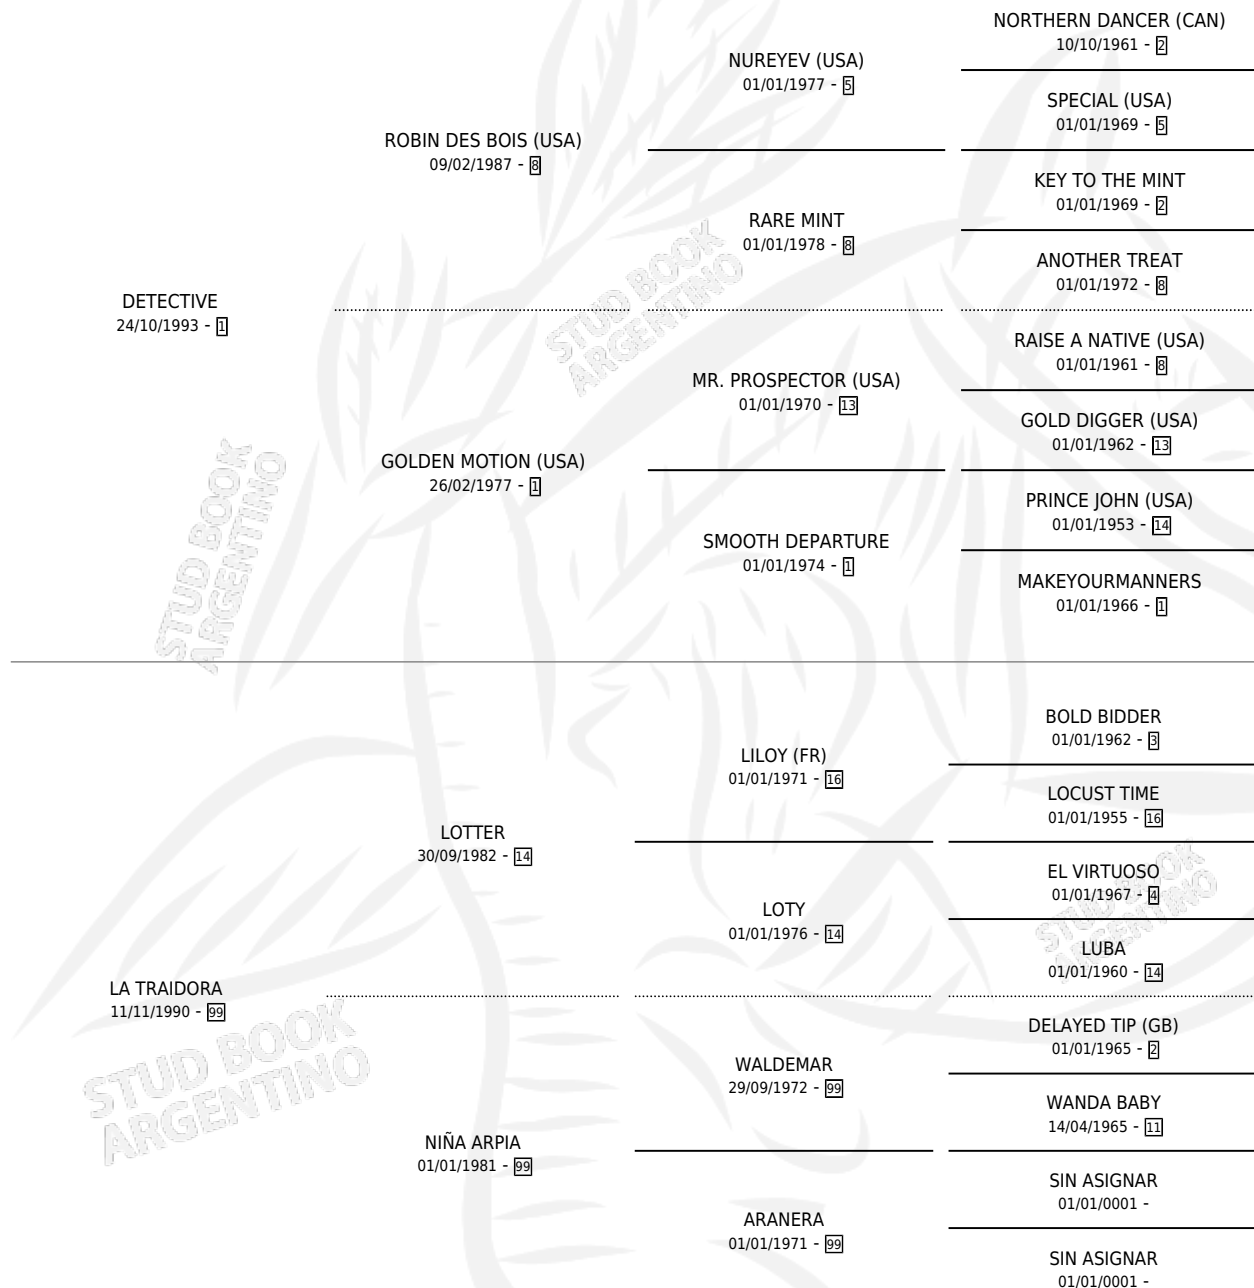 NORTHERN DANCER (CAN)
10/10/1961 - 2
NUREYEV (USA)
01/01/1977 - 5
SPECIAL (USA)
01/01/1969 - 5
ROBIN DES BOIS (USA)
09/02/1987 - 8
KEY TO THE MINT
01/01/1969 - 2
RARE MINT
01/01/1978 - 8
ANOTHER TREAT
01/01/1972 - 8
DETECTIVE
24/10/1993 - 1
RAISE A NATIVE (USA)
01/01/1961 - 8
MR. PROSPECTOR (USA)
01/01/1970 - 13
GOLD DIGGER (USA)
01/01/1962 - 13
GOLDEN MOTION (USA)
26/02/1977 - 1
PRINCE JOHN (USA)
01/01/1953 - 14
SMOOTH DEPARTURE
01/01/1974 - 1
MAKEYOURMANNERS
01/01/1966 - 1
STUD BOOK
ARGENTINO
STUD BOOK
ARGENTINO
BOLD BIDDER
01/01/1962 - 3
LILOY (FR)
01/01/1971 - 16
LOCUST TIME
01/01/1955 - 16
LOTTER
30/09/1982 - 14
EL VIRTUOSO
01/01/1967 - 4
LOTY
01/01/1976 - 14
LUBA
01/01/1960 - 14
STUD BOOK
ARGENTINO
LA TRAIDORA
11/11/1990 - 99
DELAYED TIP (GB)
01/01/1965 - 2
WALDEMAR
29/09/1972 - 99
WANDA BABY
14/04/1965 - 11
STUD BOOK
ARGENTINO
NIÑA ARPIA
01/01/1981 - 99
SIN ASIGNAR
01/01/0001 -
ARANERA
01/01/1971 - 99
SIN ASIGNAR
01/01/0001 -